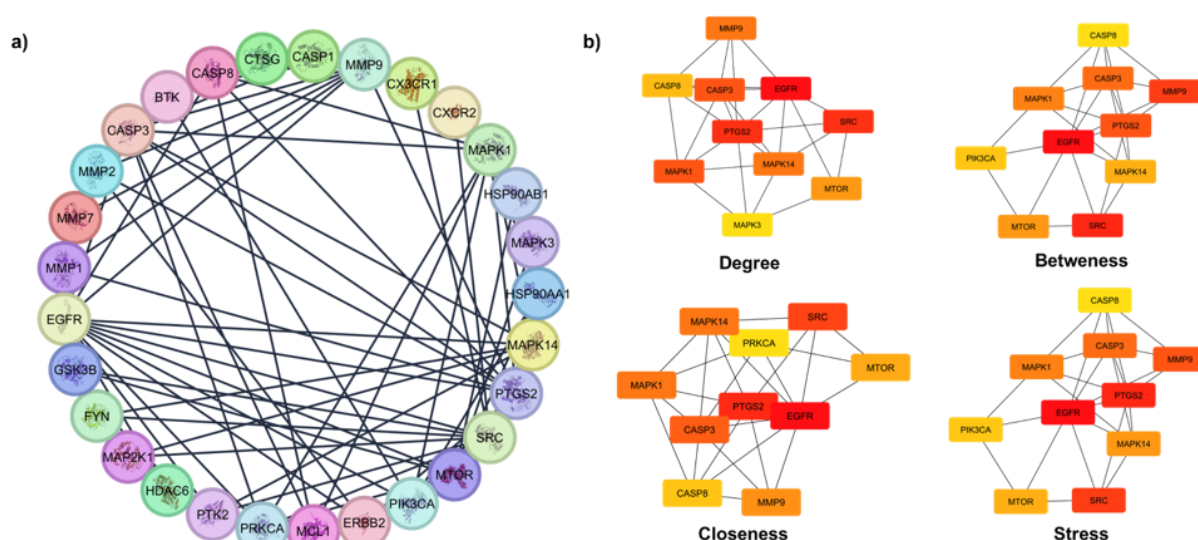 a)
CTSG
CASP1
MMP9
CX3CR1
CXCR2
MAPK1
HSP90AB1
MAPK3
HSP90AA1
MAPK14
PTGS2
SRC
MTOR
PIK3CA
ERBB2
MCL1
PRKCA
PTK2
HDAC6
MAP2K1
FYN
GSK3B
EGFR
MMP1
MMP7
MMP2
CASP3
BTK
CASP8
b)
MMP9
CASP8
CASP3
EGFR
PTGS2
SRC
MAPK1
MAPK14
MTOR
MAPK3
Degree
CASP8
CASP3
MAPK1
MMP9
PTGS2
EGFR
PIK3CA
MAPK14
MTOR
SRC
Betweness
MAPK14
SRC
PRKCA
MTOR
MAPK1
PTGS2
EGFR
CASP3
CASP8
MMP9
Closeness
CASP8
CASP3
MAPK1
MMP9
PTGS2
EGFR
PIK3CA
MAPK14
MTOR
SRC
Stress